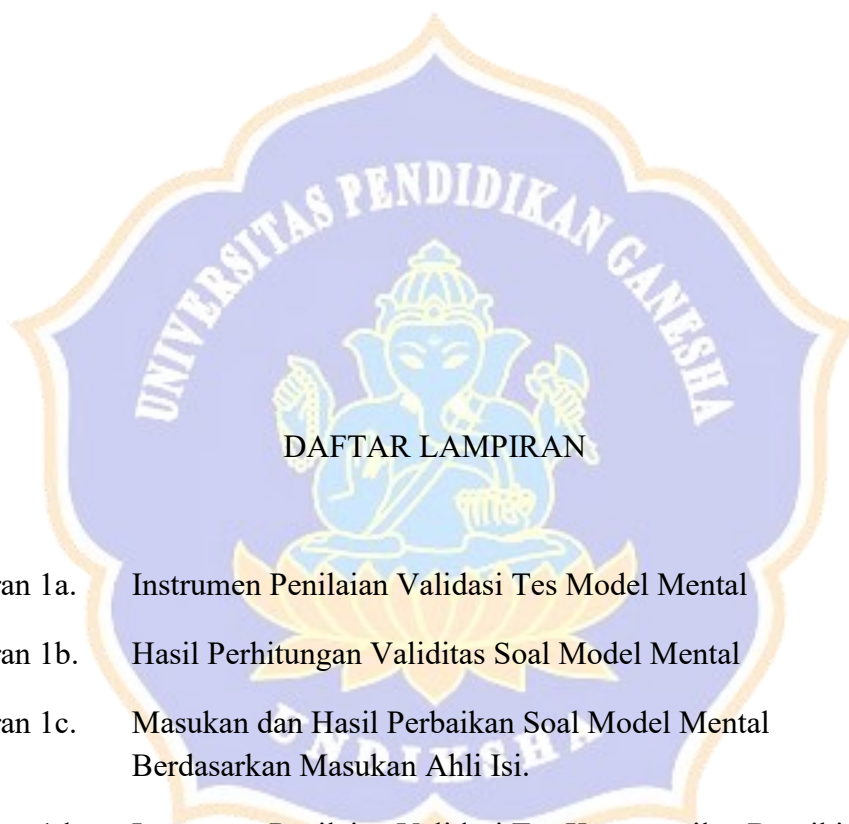 UNIVERSITAS PENDIDIKAN GANESHA
DAFTAR LAMPIRAN
ran 1a. Instrumen Penilaian Validasi Tes Model Mental
ran 1b. Hasil Perhitungan Validitas Soal Model Mental
ran 1c. Masukan dan Hasil Perbaikan Soal Model Mental
Berdasarkan Masukan Ahli Isi.
UNDIKSHA